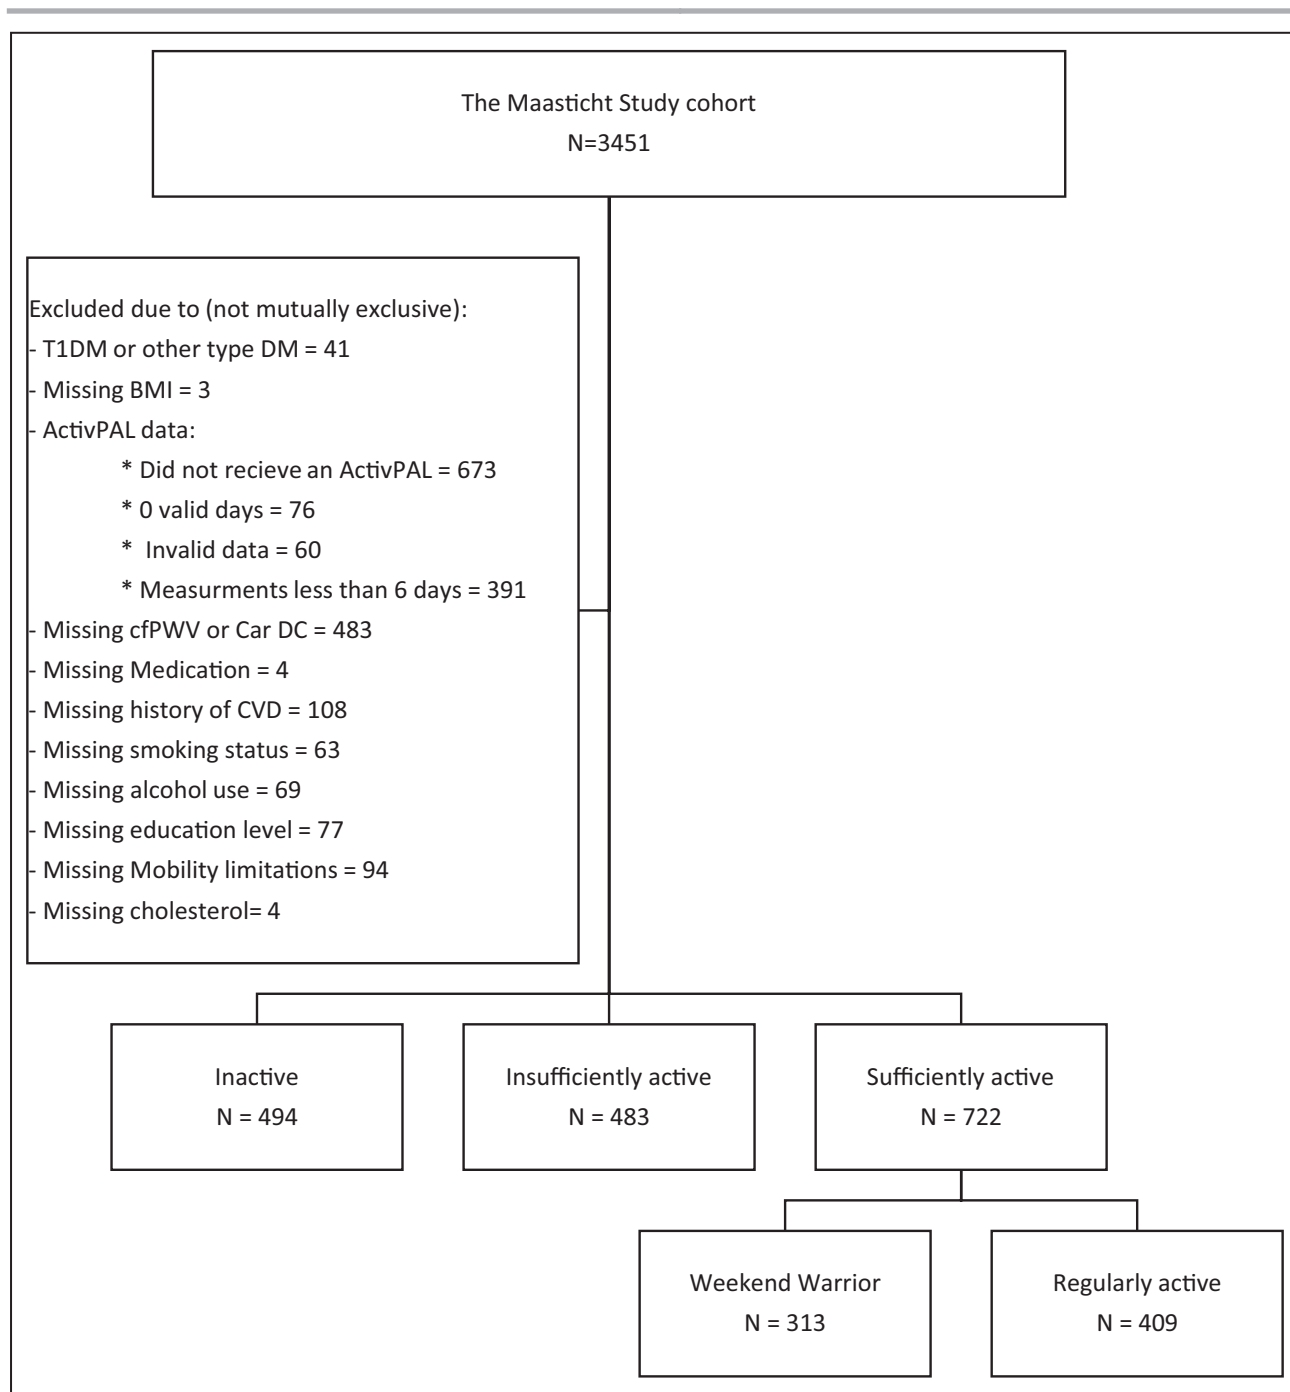 The Maasticht Study cohort
N=3451
Excluded due to (not mutually exclusive):
- T1DM or other type DM = 41
- Missing BMI = 3
- ActivPAL data:
* Did not recieve an ActivPAL = 673
* 0 valid days = 76
* Invalid data = 60
* Measurments less than 6 days = 391
- Missing cfPWV or Car DC = 483
- Missing Medication = 4
- Missing history of CVD = 108
- Missing smoking status = 63
- Missing alcohol use = 69
- Missing education level = 77
- Missing Mobility limitations = 94
- Missing cholesterol= 4
Inactive
N = 494
Insufficiently active
N = 483
Sufficiently active
N = 722
Weekend Warrior
N = 313
Regularly active
N = 409